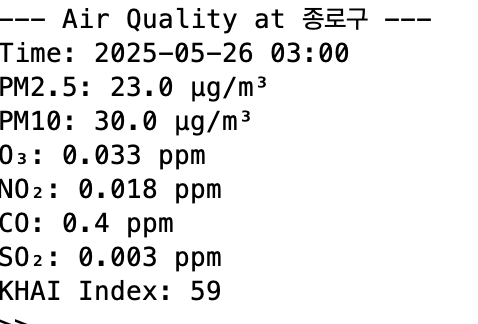 --- Air Quality at 종로구 ---
Time: 2025-05-26 03:00
PM2.5: 23.0 µg/m³
PM10: 30.0 µg/m³
O₃: 0.033 ppm
NO₂: 0.018 ppm
CO: 0.4 ppm
SO₂: 0.003 ppm
KHAI Index: 59